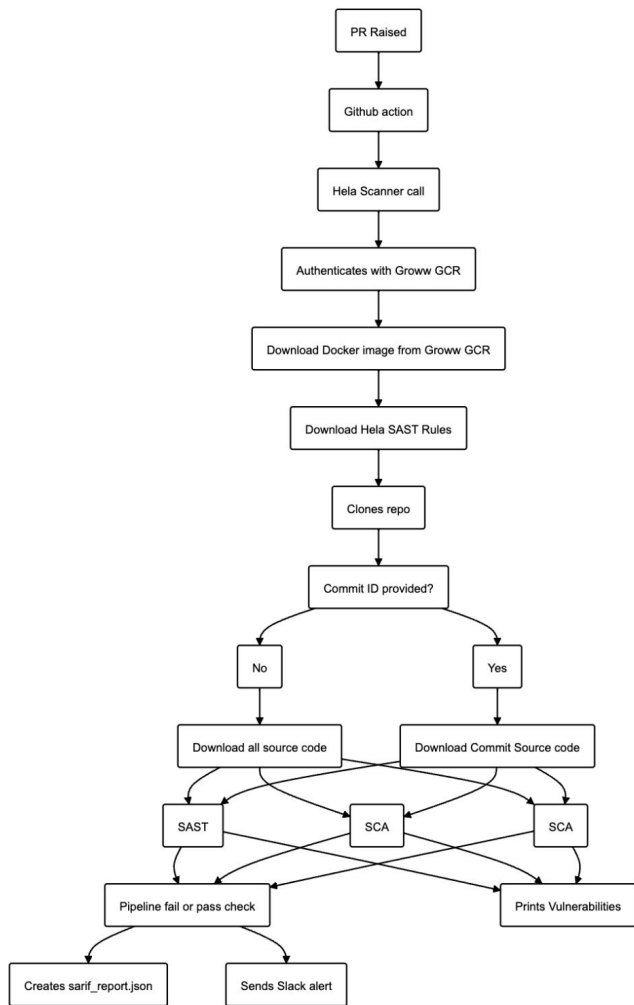 PR Raised
Github action
Hela Scanner call
Authenticates with Groww GCR
Download Docker image from Groww GCR
Download Hela SAST Rules
Clones repo
Commit ID provided?
No
Yes
Download all source code
Download Commit Source code
SAST
SCA
SCA
Pipeline fail or pass check
Prints Vulnerabilities
Creates sarif_report.json
Sends Slack alert